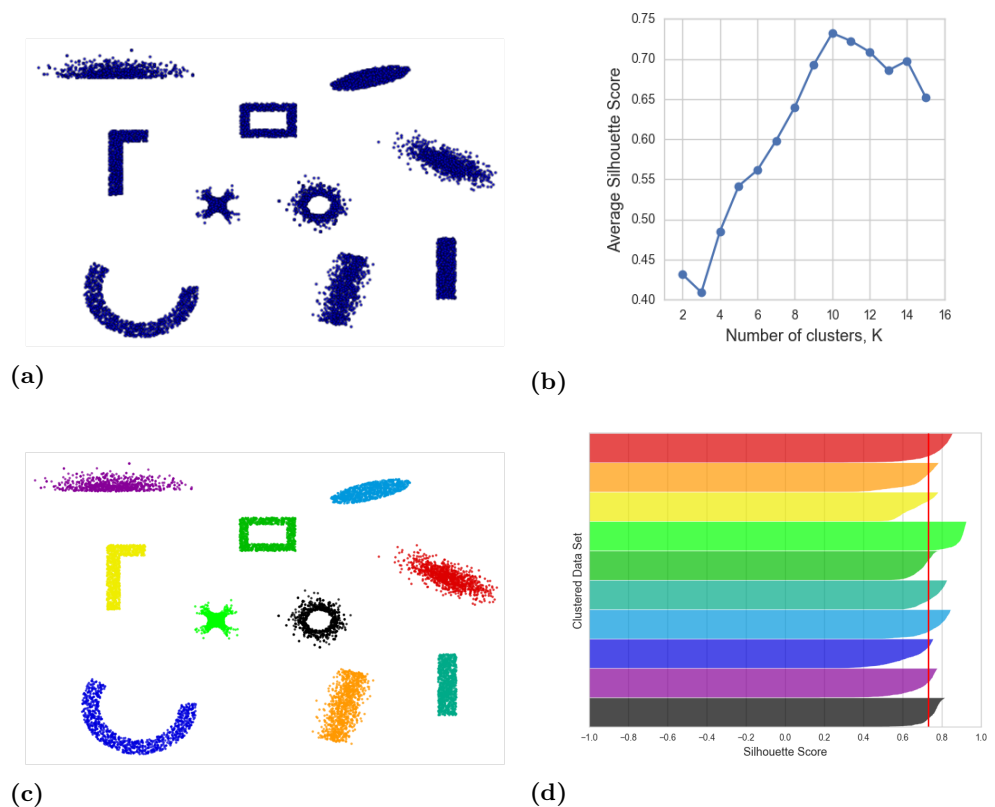 (a)
0.75
0.70
0.65
0.60
0.55
0.50
0.45
0.40
Average Silhouette Score
2 4 6 8 10 12 14 16
Number of clusters, K
(b)
(c)
Clustered Data Set
−1.0 −0.8 −0.6 −0.4 −0.2 0.0 0.2 0.4 0.6 0.8 1.0
Silhouette Score
(d)